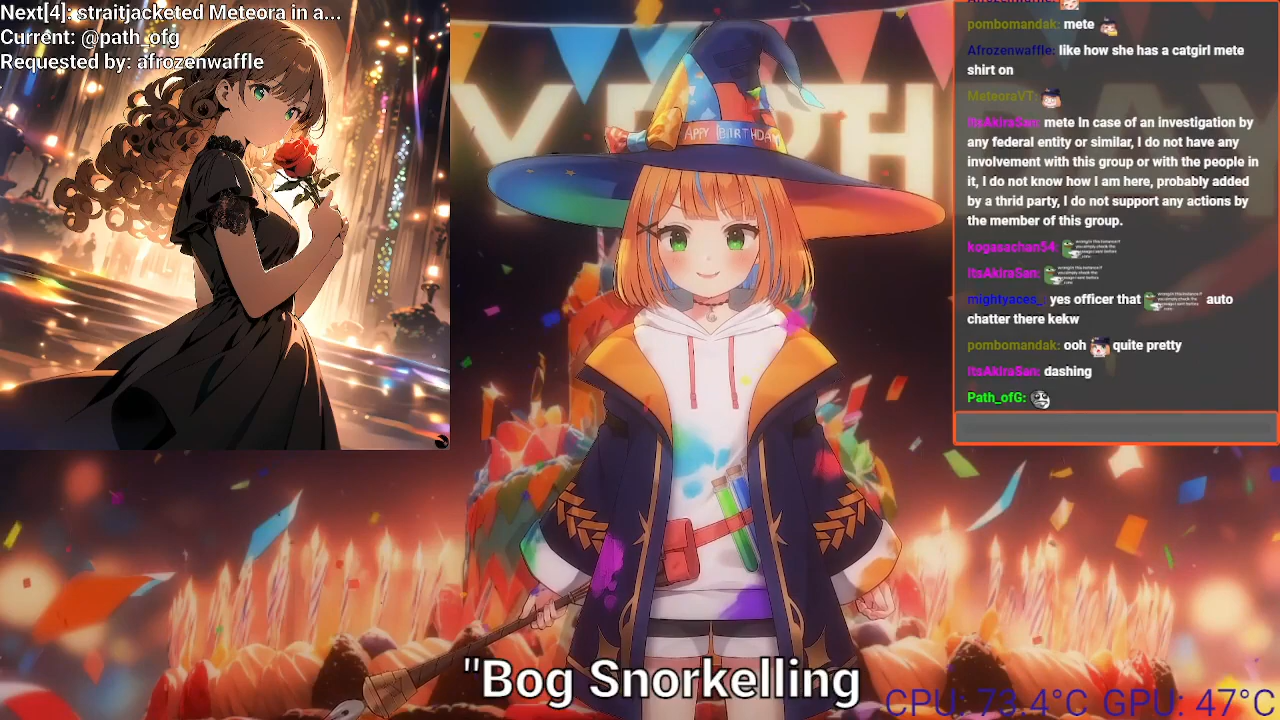 Next[4]: straitjacketed Meteora in a...
Current: @path_ofg
Requested by: afrozenwaffle
Y BIRTHDAY
APPY BIRTHDAY
pombomandak: mete
Afrozenwaffle: like how she has a catgirl mete
shirt on
MeteoraVT:
ItsAkiraSan: mete In case of an investigation by
any federal entity or similar, I do not have any
involvement with this group or with the people in
it, I do not know how I am here, probably added
by a thrid party, I do not support any actions by
the member of this group.
kogasachan54:
ItsAkiraSan:
mightyaces_: yes officer that auto
chatter there kekw
pombomandak: ooh quite pretty
ItsAkiraSan: dashing
Path_ofG:
"Bog Snorkelling
CPU: 73.4°C GPU: 47°C